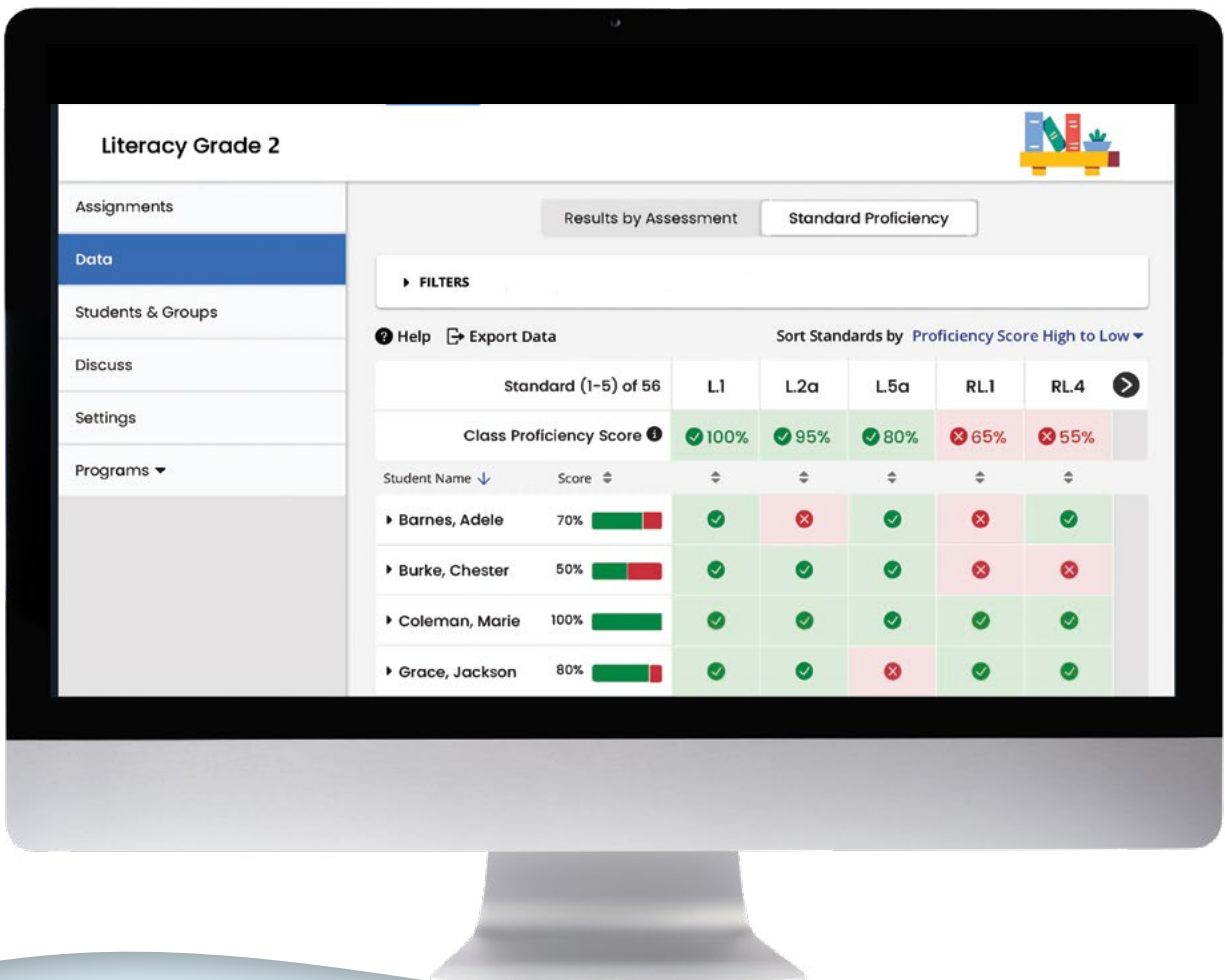 Literacy Grade 2
Assignments
Data
Students & Groups
Discuss
Settings
Programs
Results by Assessment Standard Proficiency
FILTERS
Help Export Data Sort Standards by Proficiency Score High to Low
Standard (1-5) of 56 L.1 L.2a L.5a RL.1 RL.4
Class Proficiency Score 100% 95% 80% 65% 55%
Student Name Score
Barnes, Adele 70%
Burke, Chester 50%
Coleman, Marie 100%
Grace, Jackson 80%